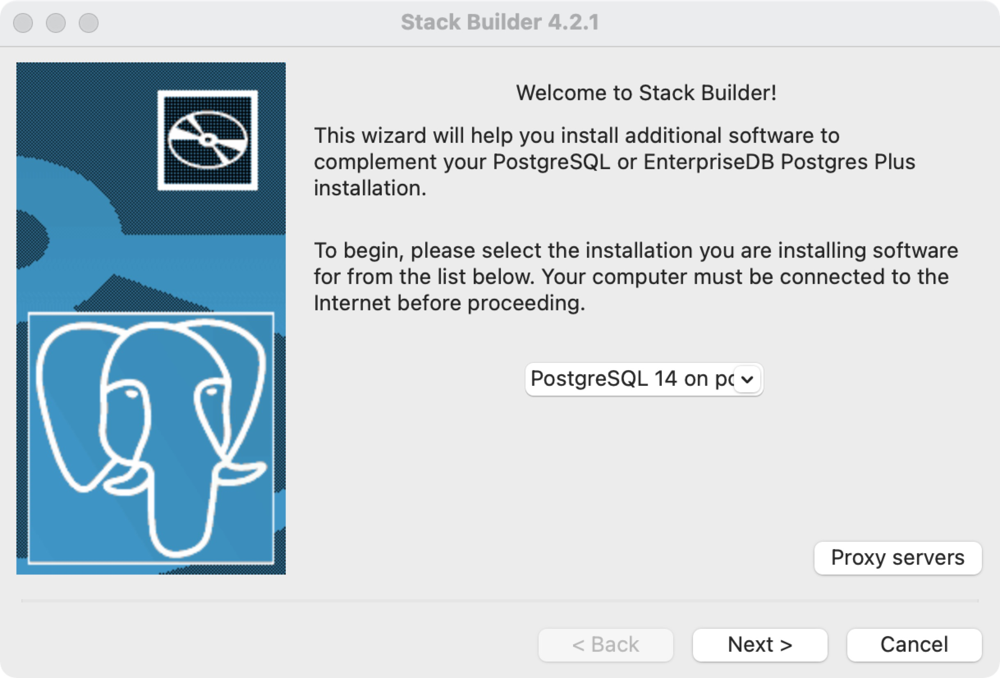 Stack Builder 4.2.1
Welcome to Stack Builder!
This wizard will help you install additional software to
complement your PostgreSQL or EnterpriseDB Postgres Plus
installation.
To begin, please select the installation you are installing software
for from the list below. Your computer must be connected to the
Internet before proceeding.
PostgreSQL 14 on
Proxy servers
< Back
Next >
Cancel